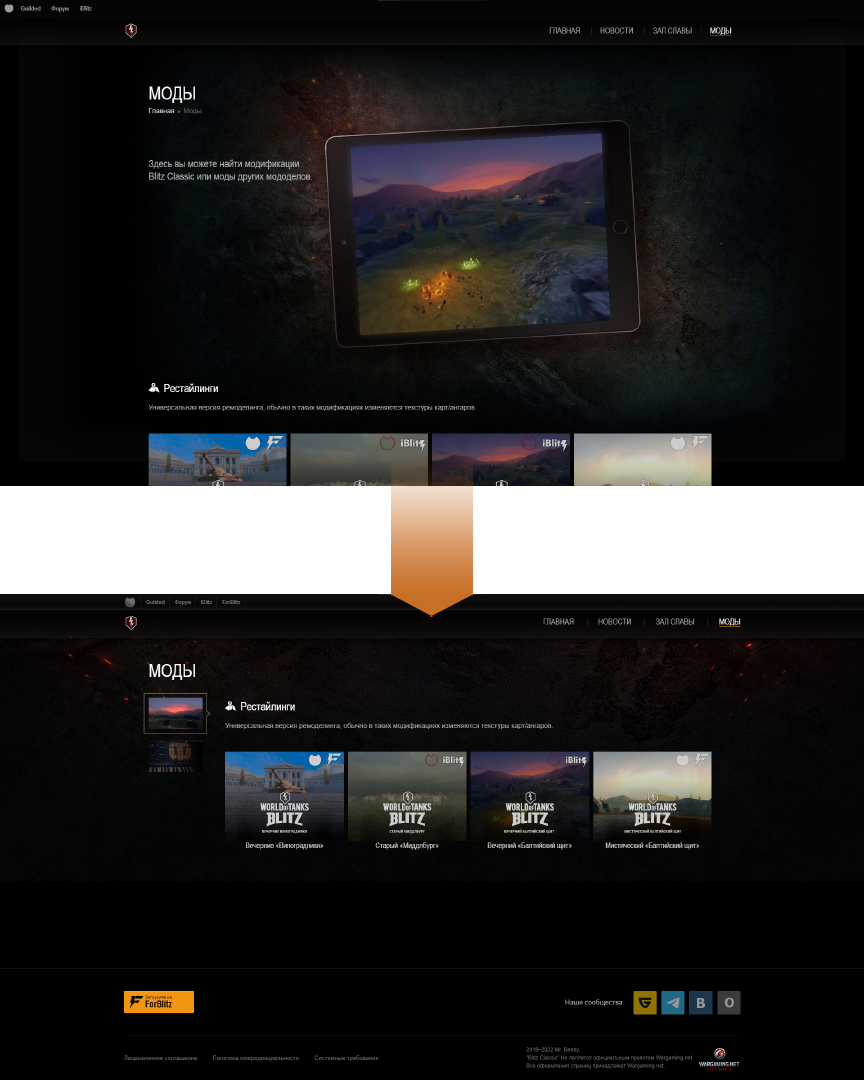 Guilded Форум iBlitz
ГЛАВНАЯ НОВОСТИ ЗАЛ СЛАВЫ МОДЫ
МОДЫ
Главная » Моды
Здесь вы можете найти модификации
Blitz Classic или моды других мододелов.
Рестайлинги
Универсальная версия ремоделинга, обычно в таких модификациях изменяются текстуры карт/ангаров.
iBlitz iBlitz
Guilded Форум iBlitz ForBlitz
ГЛАВНАЯ НОВОСТИ ЗАЛ СЛАВЫ МОДЫ
МОДЫ
Рестайлинги
Универсальная версия ремоделинга, обычно в таких модификациях изменяются текстуры карт/ангаров.
iBlitz iBlitz
WORLD OF TANKS WORLD OF TANKS WORLD OF TANKS WORLD OF TANKS
BLITZ BLITZ BLITZ BLITZ
ВЕЧЕРНИЕ ВИНОГРАДНИКИ СТАРЫЙ МИДДЛБУРГ ВЕЧЕРНИЙ БАЛТИЙСКИЙ ЩИТ МИСТИЧЕСКИЙ БАЛТИЙСКИЙ ЩИТ
Вечерние «Виноградники» Старый «Миддлбург» Вечерний «Балтийский щит» Мистический «Балтийский щит»
Загрузите на
ForBlitz
Наши сообщества
Лицензионное соглашение Политика конфиденциальности Системные требования
2019–2022 Mr. Bendy.
"Blitz Classic" Не является официальным проектом Wargaming.net.
Все оформления страниц принадлежат Wargaming.net.
WARGAMING.NET
LET'S BATTLE